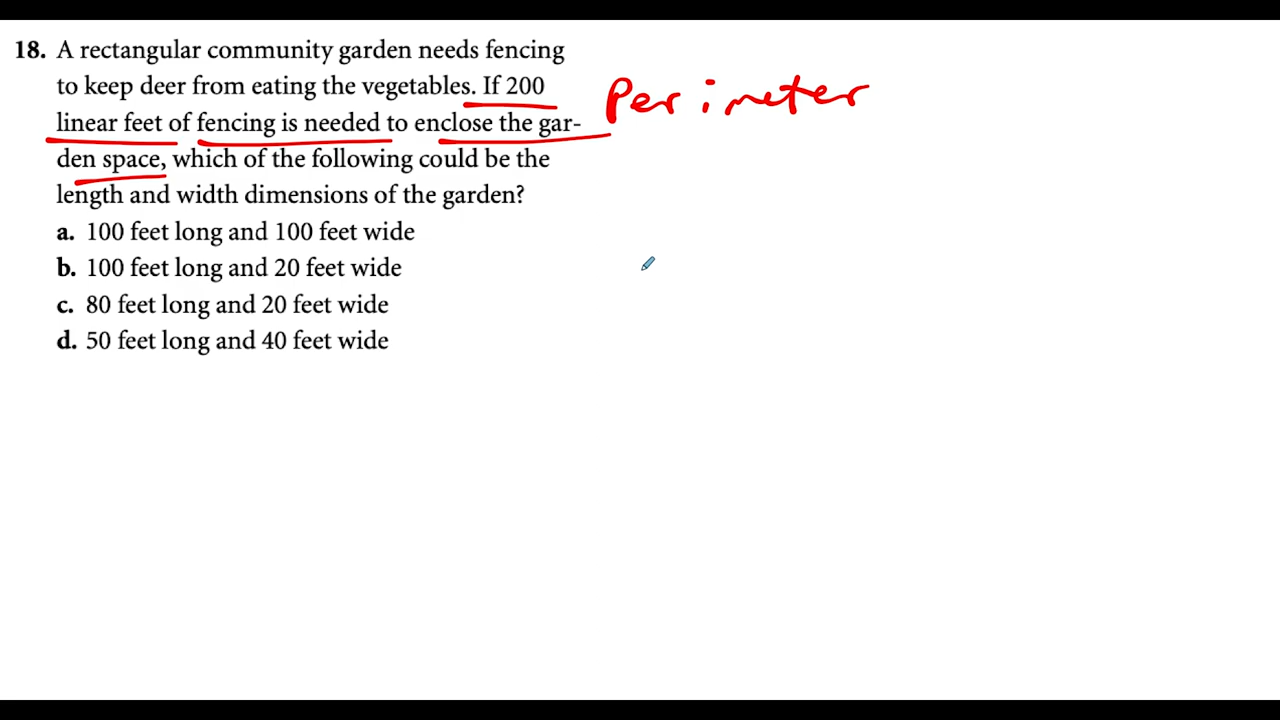 18. A rectangular community garden needs fencing
to keep deer from eating the vegetables. If 200
linear feet of fencing is needed to enclose the gar-
den space, which of the following could be the
length and width dimensions of the garden?
a. 100 feet long and 100 feet wide
b. 100 feet long and 20 feet wide
c. 80 feet long and 20 feet wide
d. 50 feet long and 40 feet wide
Perimeter